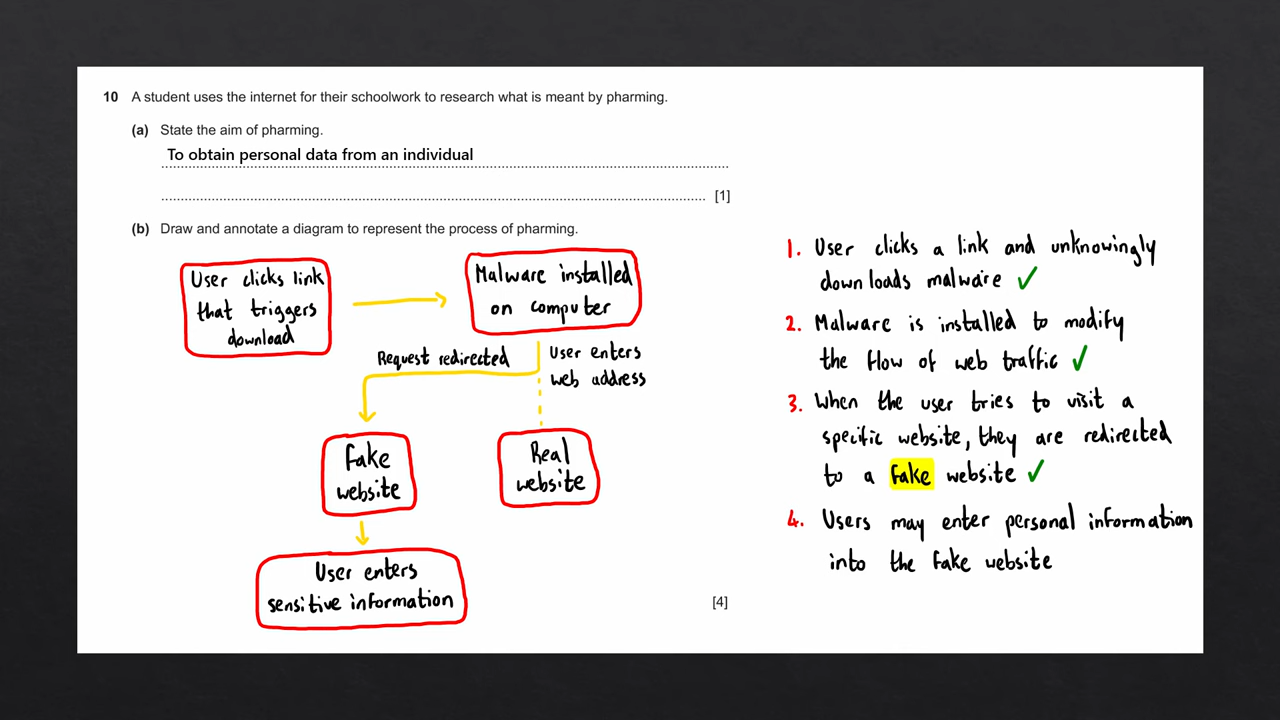 10 A student uses the internet for their schoolwork to research what is meant by pharming.
(a) State the aim of pharming.
To obtain personal data from an individual
[1]
(b) Draw and annotate a diagram to represent the process of pharming.
User clicks link
that triggers
download
Malware installed
on computer
Request redirected
User enters
web address
Fake
website
Real
website
User enters
sensitive information
[4]
1. User clicks a link and unknowingly
downloads malware ✓
2. Malware is installed to modify
the flow of web traffic ✓
3. When the user tries to visit a
specific website, they are redirected
to a fake website ✓
4. Users may enter personal information
into the fake website